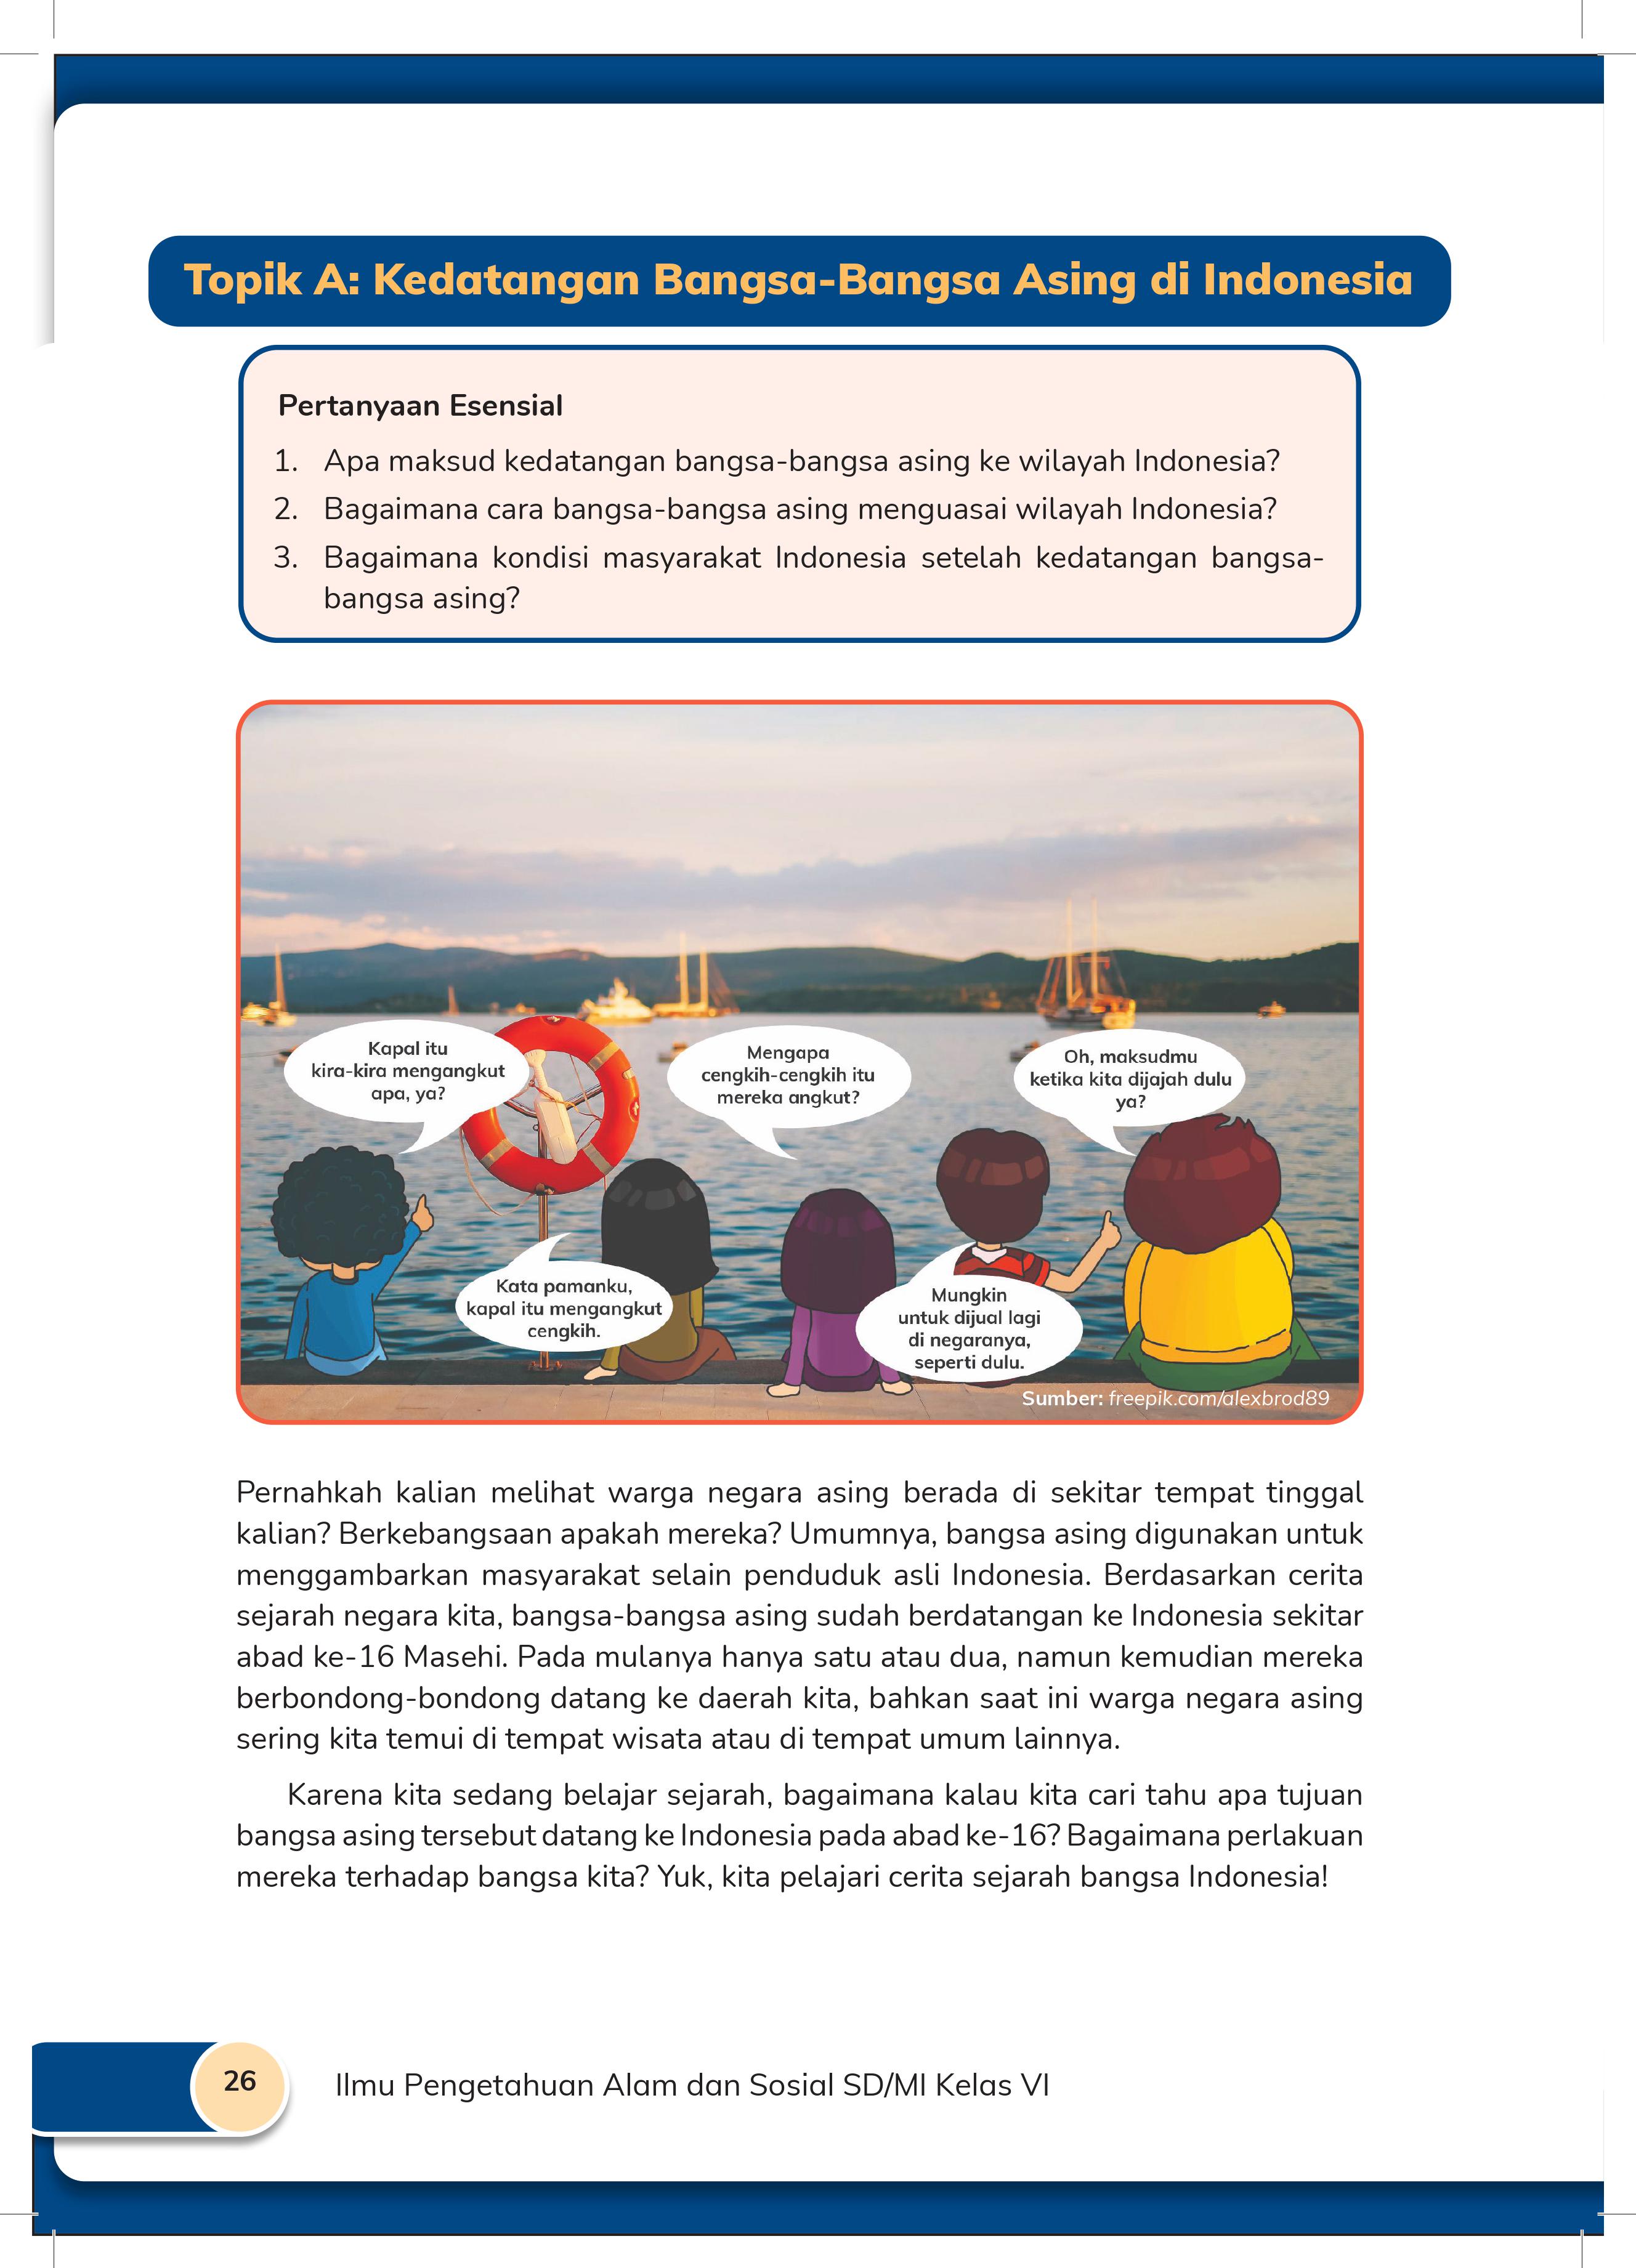 Topik A: Kedatangan Bangsa-Bangsa Asing di Indonesia
Pertanyaan Esensial
1. Apa maksud kedatangan bangsa-bangsa asing ke wilayah Indonesia?
2. Bagaimana cara bangsa-bangsa asing menguasai wilayah Indonesia?
3. Bagaimana kondisi masyarakat Indonesia setelah kedatangan bangsa-
bangsa asing?
Kapal itu
kira-kira mengangkut
apa, ya?
Kata pamanku,
kapal itu mengangkut
cengkih.
Mengapa
cengkih-cengkih itu
mereka angkut?
Mungkin
untuk dijual lagi
di negaranya,
seperti dulu.
Oh, maksudmu
ketika kita dijajah dulu
ya?
Sumber: freepik.com/alexbrod89
Pernahkah kalian melihat warga negara asing berada di sekitar tempat tinggal
kalian? Berkebangsaan apakah mereka? Umumnya, bangsa asing digunakan untuk
menggambarkan masyarakat selain penduduk asli Indonesia. Berdasarkan cerita
sejarah negara kita, bangsa-bangsa asing sudah berdatangan ke Indonesia sekitar
abad ke-16 Masehi. Pada mulanya hanya satu atau dua, namun kemudian mereka
berbondong-bondong datang ke daerah kita, bahkan saat ini warga negara asing
sering kita temui di tempat wisata atau di tempat umum lainnya.
Karena kita sedang belajar sejarah, bagaimana kalau kita cari tahu apa tujuan
bangsa asing tersebut datang ke Indonesia pada abad ke-16? Bagaimana perlakuan
mereka terhadap bangsa kita? Yuk, kita pelajari cerita sejarah bangsa Indonesia!
26
Ilmu Pengetahuan Alam dan Sosial SD/MI Kelas VI